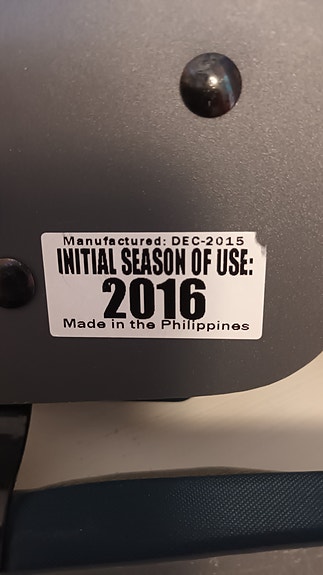 Manufactured: DEC-2015
INITIAL SEASON OF USE:
2016
Made in the Philippines